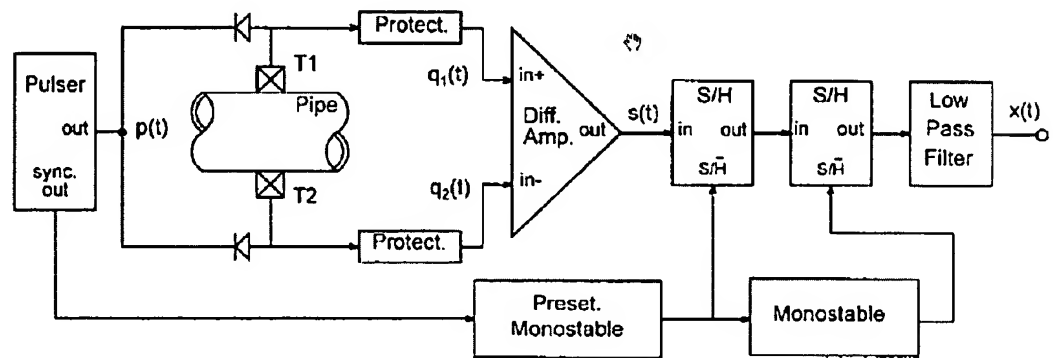 Pulser
out
sync.
out
p(t)
T1
Pipe
T2
Protect.
Protect.
q1(t)
q2(t)
in+
Diff.
Amp.
out
in-
s(t)
S/H
in
out
S/H̄
S/H
in
out
S/H̄
Low
Pass
Filter
x(t)
Preset.
Monostable
Monostable